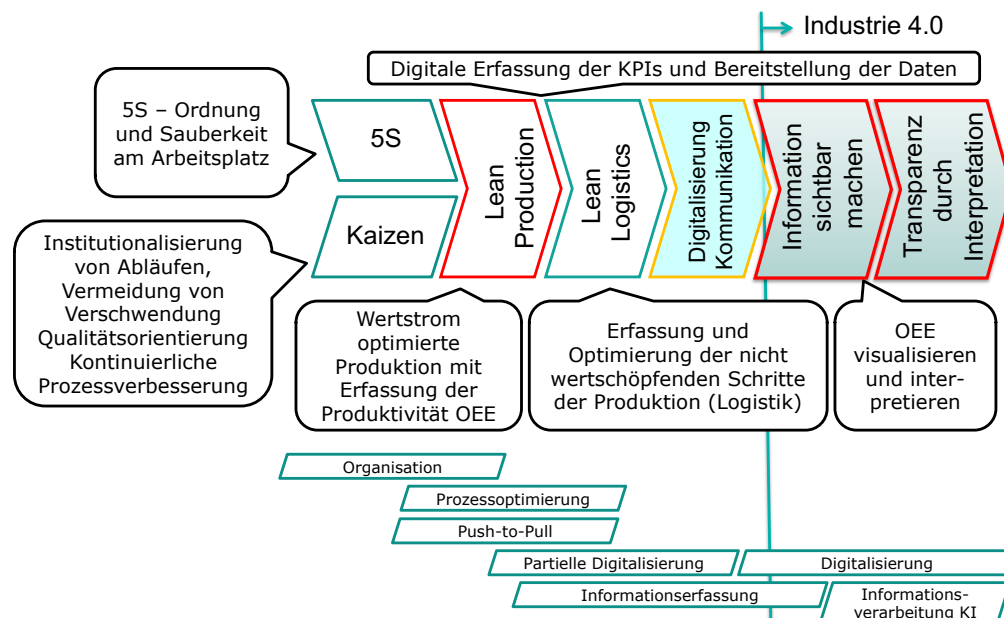 Industrie 4.0
Digitale Erfassung der KPIs und Bereitstellung der Daten
5S – Ordnung
und Sauberkeit
am Arbeitsplatz
5S
Kaizen
Lean
Production
Lean
Logistics
Digitalisierung
Kommunikation
Information
sichtbar
machen
Transparenz
durch
Interpretation
Institutionalisierung
von Abläufen,
Vermeidung von
Verschwendung
Qualitätsorientierung
Kontinuierliche
Prozessverbesserung
Wertstrom
optimierte
Produktion mit
Erfassung der
Produktivität OEE
Erfassung und
Optimierung der nicht
wertschöpfenden Schritte
der Produktion (Logistik)
OEE
visualisieren
und inter-
pretieren
Organisation
Prozessoptimierung
Push-to-Pull
Partielle Digitalisierung
Digitalisierung
Informationserfassung
Informations-
verarbeitung KI